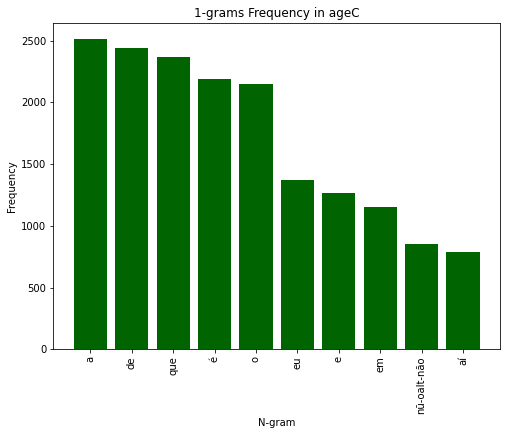 1-grams Frequency in ageC
Frequency
2500
2000
1500
1000
500
0
a de que é o eu e em nū-oalt-não aí
N-gram